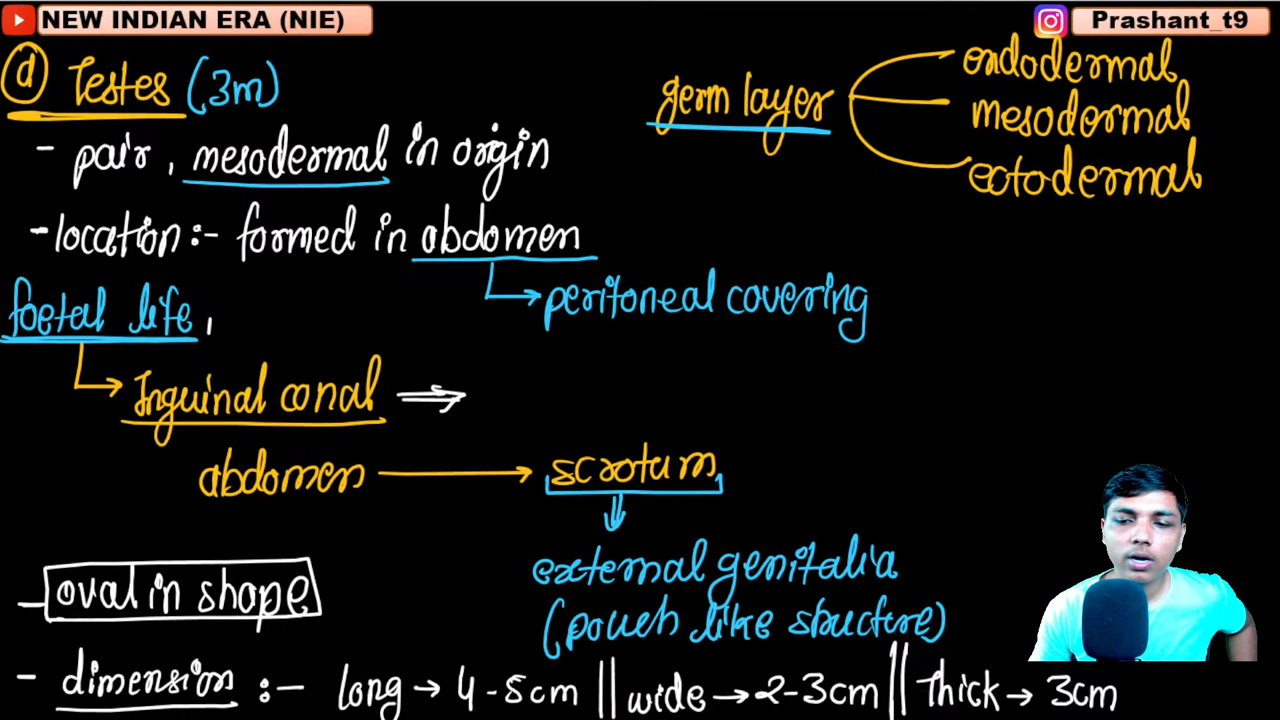 NEW INDIAN ERA (NIE)
Prashant_t9
d Testes (3m)
- pair, mesodermal in origin
- location :- formed in abdomen
peritoneal covering
foetal life,
Inguinal canal ⇒
abdomen → scrotum
external genitalia
(pouch like structure)
- oval in shape
- dimension :- long → 4-5cm || wide → 2-3cm || Thick → 3cm
germ layer
endodermal
mesodermal
ectodermal